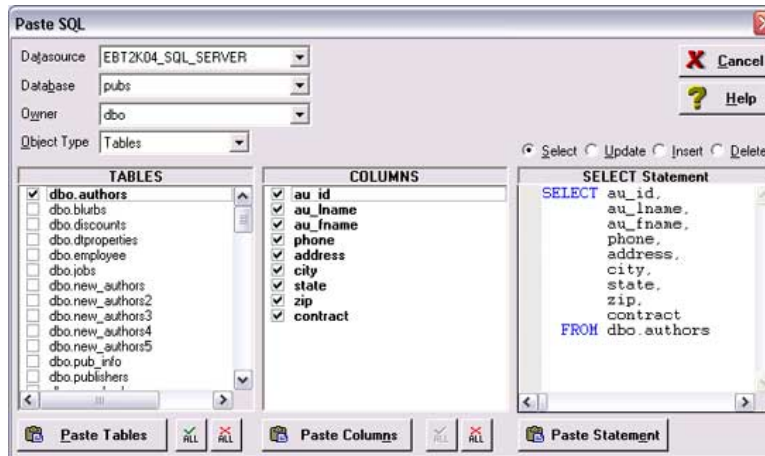 Paste SQL
Datasource EBT2K04_SQL_SERVER
Cancel
Database pubs
Help
Owner dbo
Object Type Tables
Select Update Insert Delete
TABLES
dbo.authors
dbo.blurbs
dbo.discounts
dbo.dtproperties
dbo.employee
dbo.jobs
dbo.new_authors
dbo.new_authors2
dbo.new_authors3
dbo.new_authors4
dbo.new_authors5
dbo.pub_info
dbo.publishers
COLUMNS
au_id
au_lname
au_fname
phone
address
city
state
zip
contract
SELECT Statement
SELECT au_id,
au_lname,
au_fname,
phone,
address,
city,
state,
zip,
contract
FROM dbo.authors
Paste Tables ALL ALL
Paste Columns ALL ALL
Paste Statement